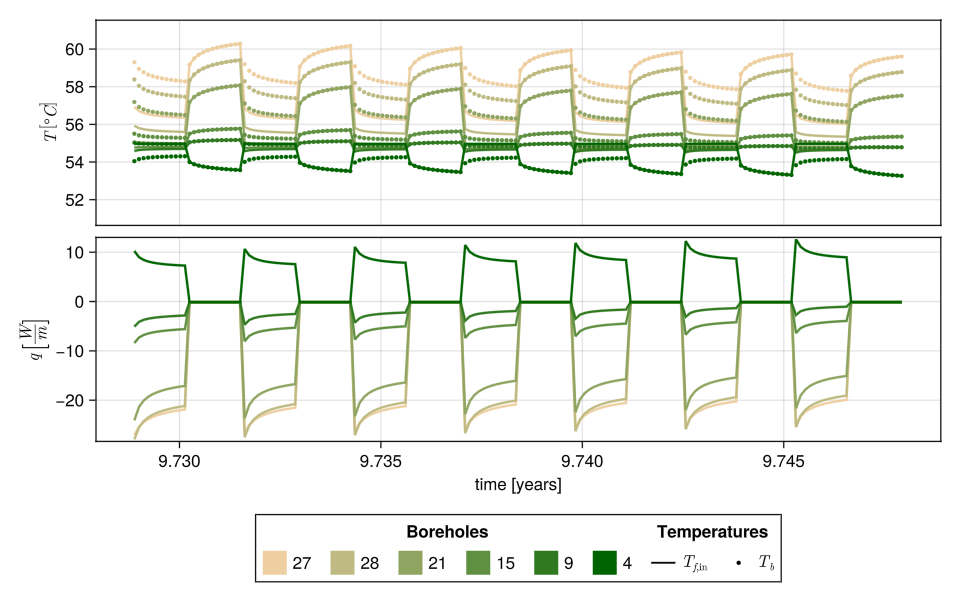 60
58
56
54
52
T [°C]
10
0
−10
−20
q [W/m]
9.730 9.735 9.740 9.745
time [years]
Boreholes Temperatures
27 28 21 15 9 4 T_f,in T_b